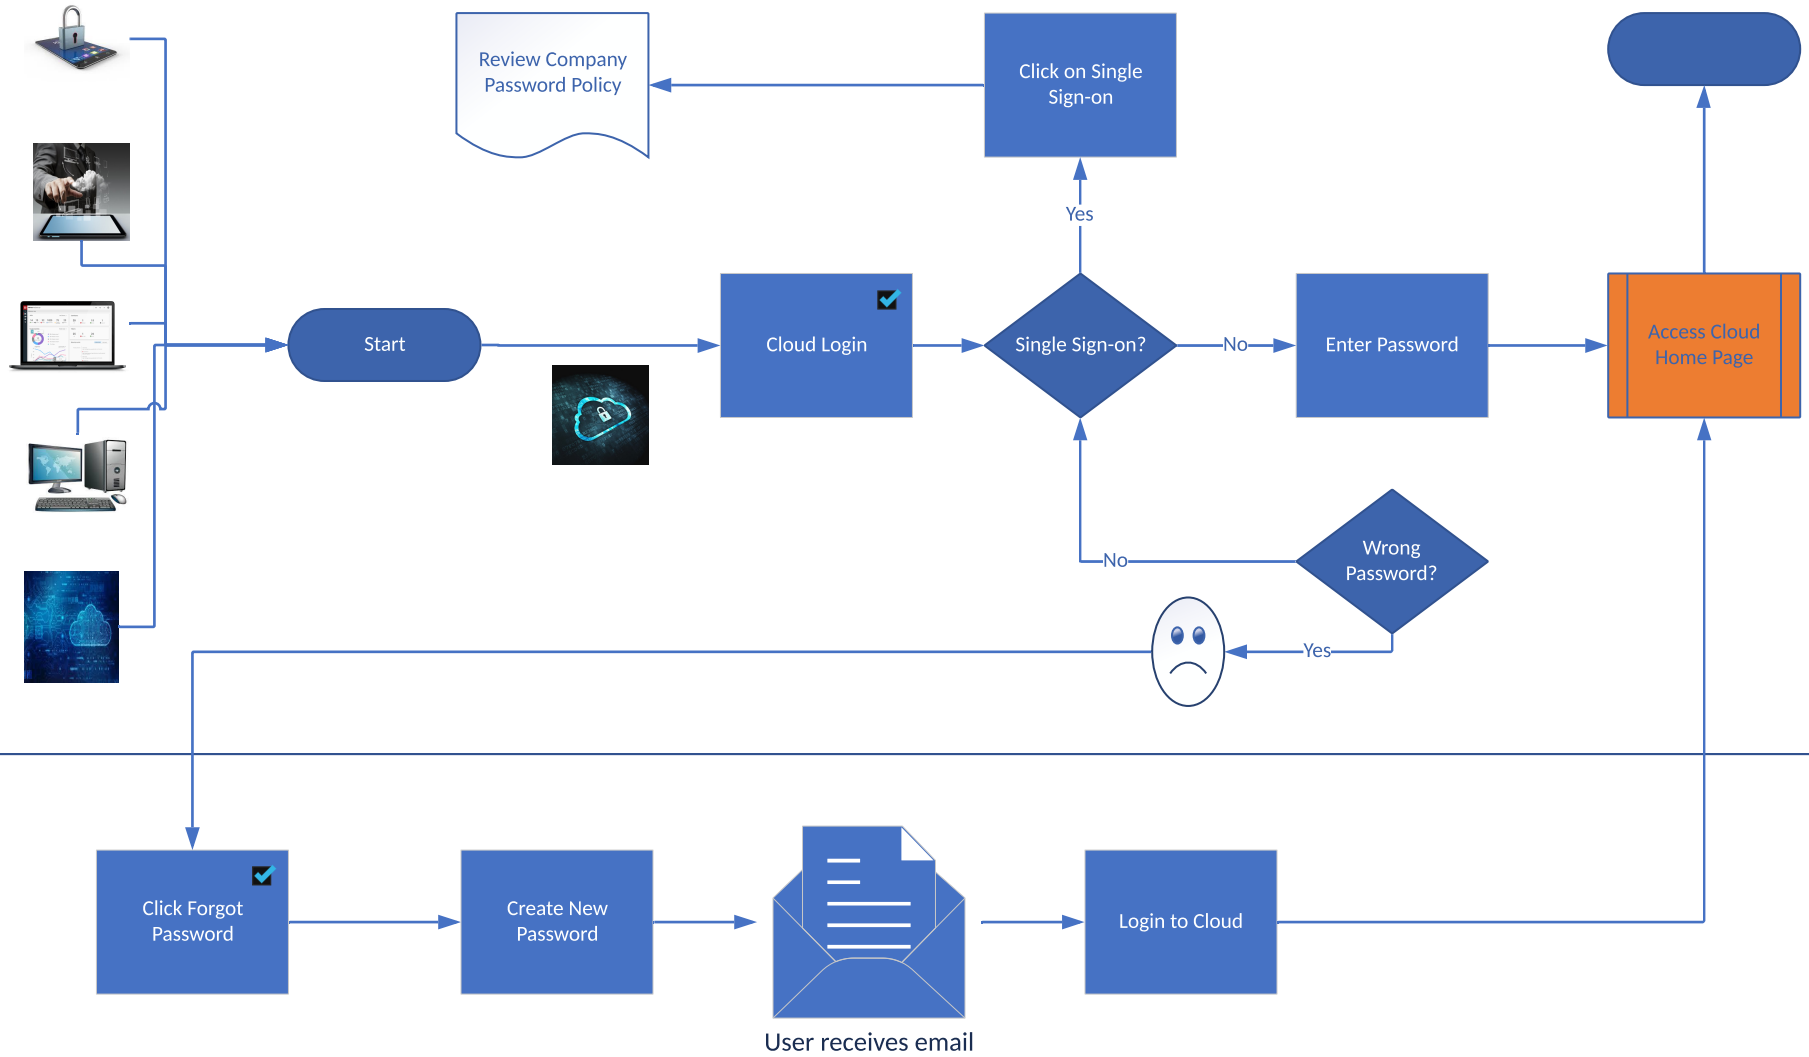 Review Company
Password Policy
Click on Single
Sign-on
Yes
Start
Cloud Login
Single Sign-on?
No
Enter Password
Access Cloud
Home Page
Wrong
Password?
No
Yes
Click Forgot
Password
Create New
Password
Login to Cloud
User receives email